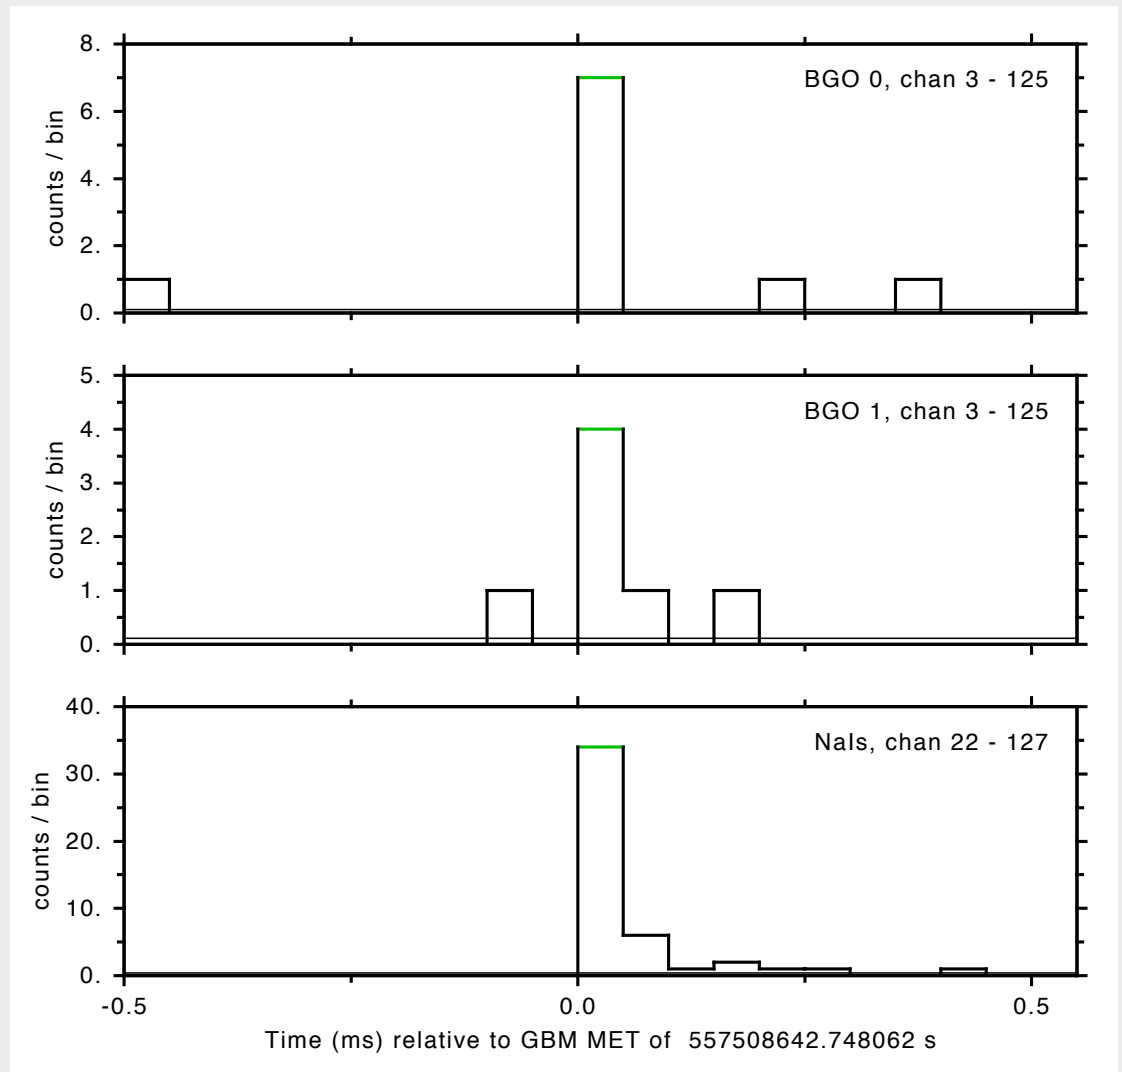 8.
6.
4.
2.
0.
counts / bin
BGO 0, chan 3 - 125
5.
4.
3.
2.
1.
0.
counts / bin
BGO 1, chan 3 - 125
40.
30.
20.
10.
0.
counts / bin
NaIs, chan 22 - 127
-0.5 0.0 0.5
Time (ms) relative to GBM MET of 557508642.748062 s